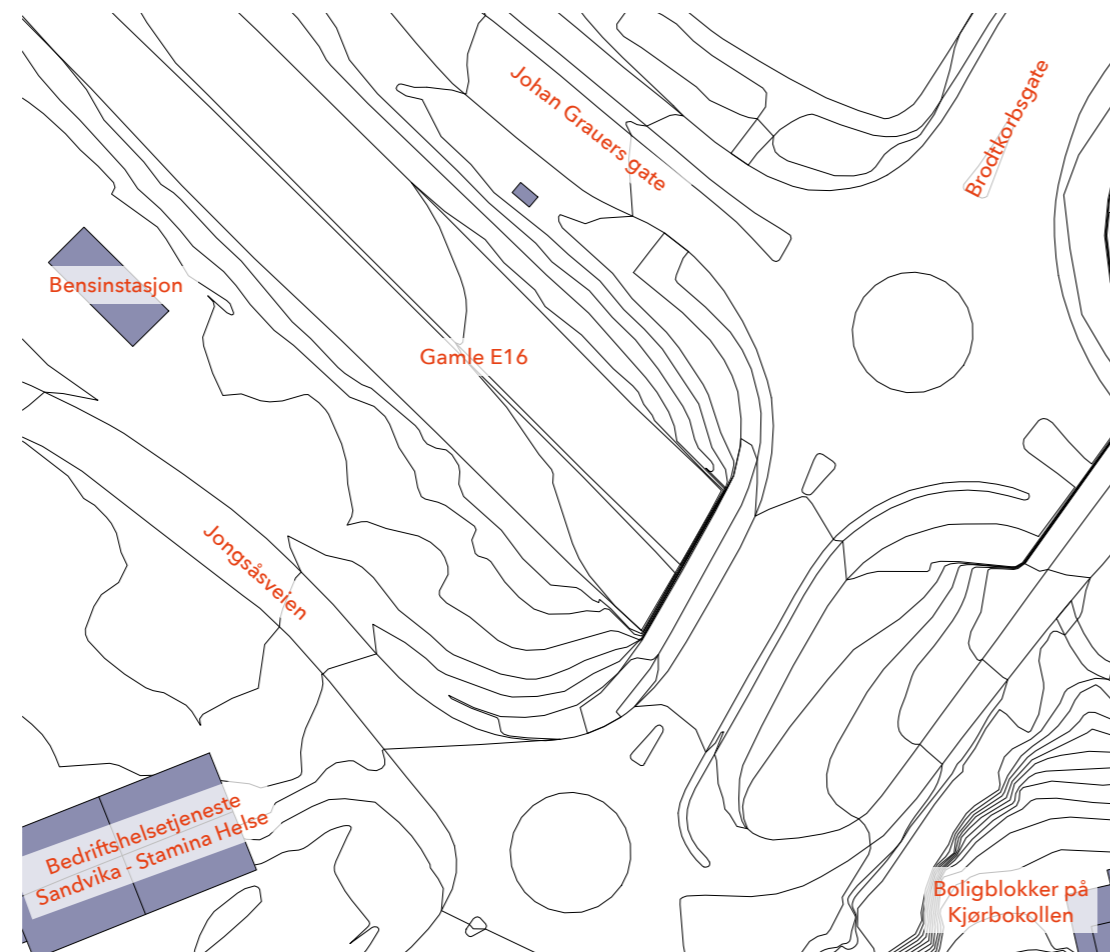 Johan Grauers gate
Brodtkorbsgate
Bensinstasjon
Gamle E16
Jongsåsveien
Bedriftshelsetjeneste
Sandvika - Stamina Helse
Boligblokker på
Kjørbokollen